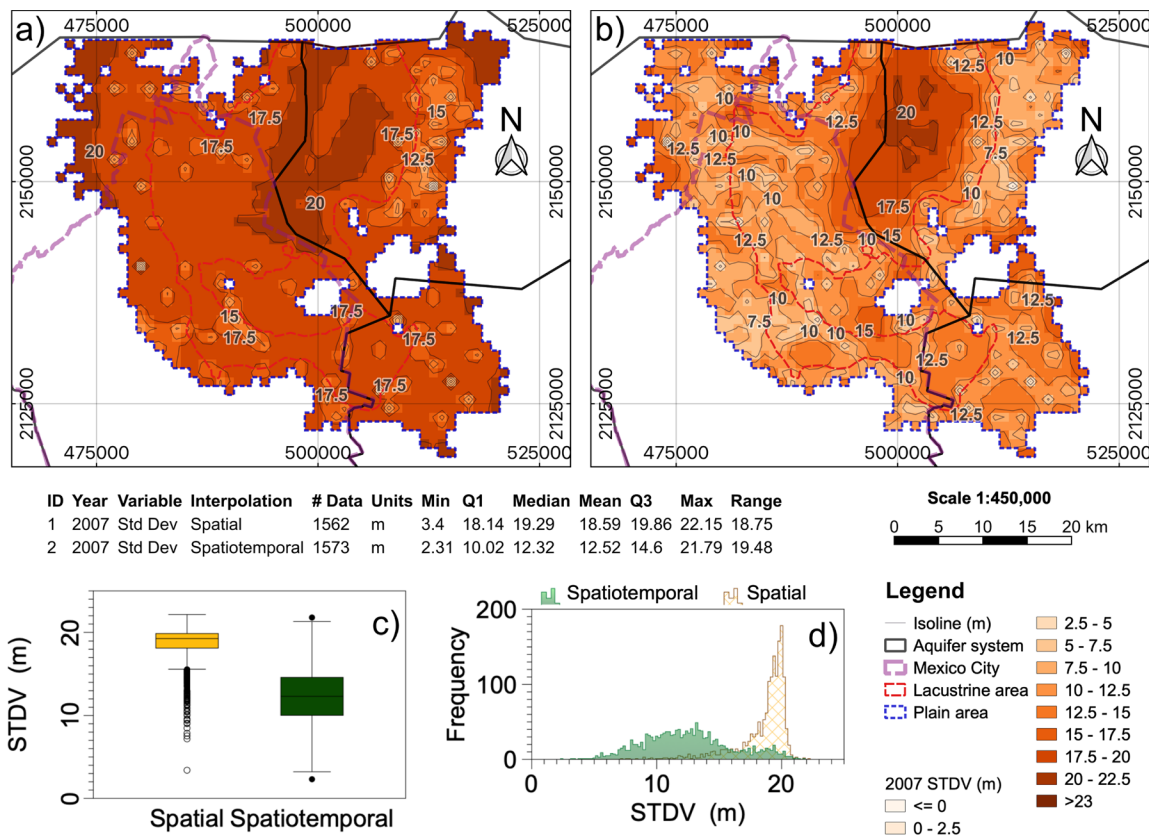 a)
475000
500000
525000
b)
475000
500000
525000
N
N
2150000
2125000
2150000
2125000
2150000
2125000
20
17.5
17.5
15
17.5
12.5
20
15
17.5
17.5
17.5
17.5
17.5
10
10
10
12.5
10
12.5
20
12.5
10
12.5
7.5
10
10
17.5
15
12.5
12.5
10
10
10
7.5
10
10
15
10
12.5
10
12.5
12.5
12.5
ID Year Variable Interpolation # Data Units Min Q1 Median Mean Q3 Max Range
1 2007 Std Dev Spatial 1562 m 3.4 18.14 19.29 18.59 19.86 22.15 18.75
2 2007 Std Dev Spatiotemporal 1573 m 2.31 10.02 12.32 12.52 14.6 21.79 19.48
Scale 1:450,000
0 5 10 15 20 km
c)
STDV (m)
20
10
0
Spatial Spatiotemporal
Spatiotemporal Spatial
d)
Frequency
200
100
0
0 10 20
STDV (m)
Legend
Isoline (m)
Aquifer system
Mexico City
Lacustrine area
Plain area
2007 STDV (m)
<= 0
0 - 2.5
2.5 - 5
5 - 7.5
7.5 - 10
10 - 12.5
12.5 - 15
15 - 17.5
17.5 - 20
20 - 22.5
>23